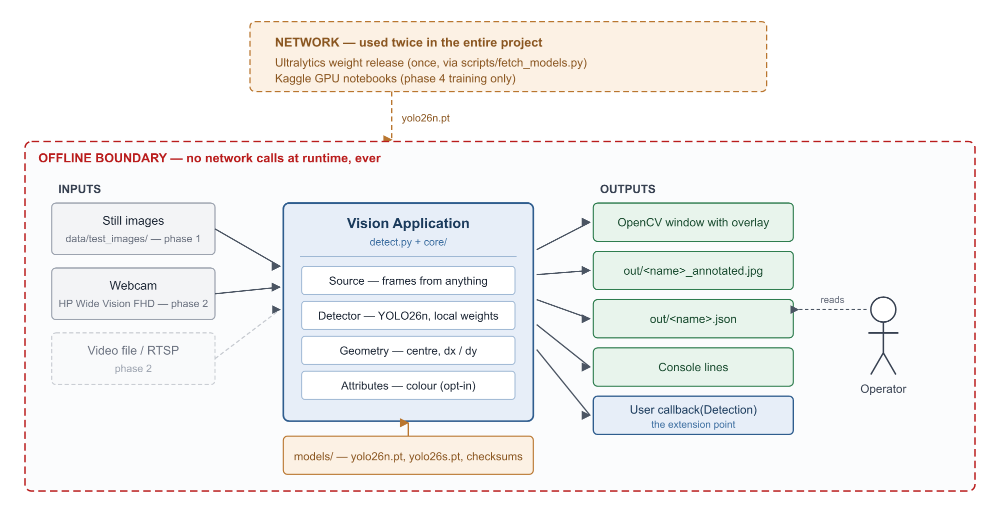 NETWORK — used twice in the entire project
Ultralytics weight release (once, via scripts/fetch_models.py)
Kaggle GPU notebooks (phase 4 training only)
yolo26n.pt
OFFLINE BOUNDARY — no network calls at runtime, ever
INPUTS
Still images
data/test_images/ — phase 1
Webcam
HP Wide Vision FHD — phase 2
Video file / RTSP
phase 2
Vision Application
detect.py + core/
Source — frames from anything
Detector — YOLO26n, local weights
Geometry — centre, dx / dy
Attributes — colour (opt-in)
models/ — yolo26n.pt, yolo26s.pt, checksums
OUTPUTS
OpenCV window with overlay
out/<name>_annotated.jpg
out/<name>.json
Console lines
User callback(Detection)
the extension point
reads
Operator